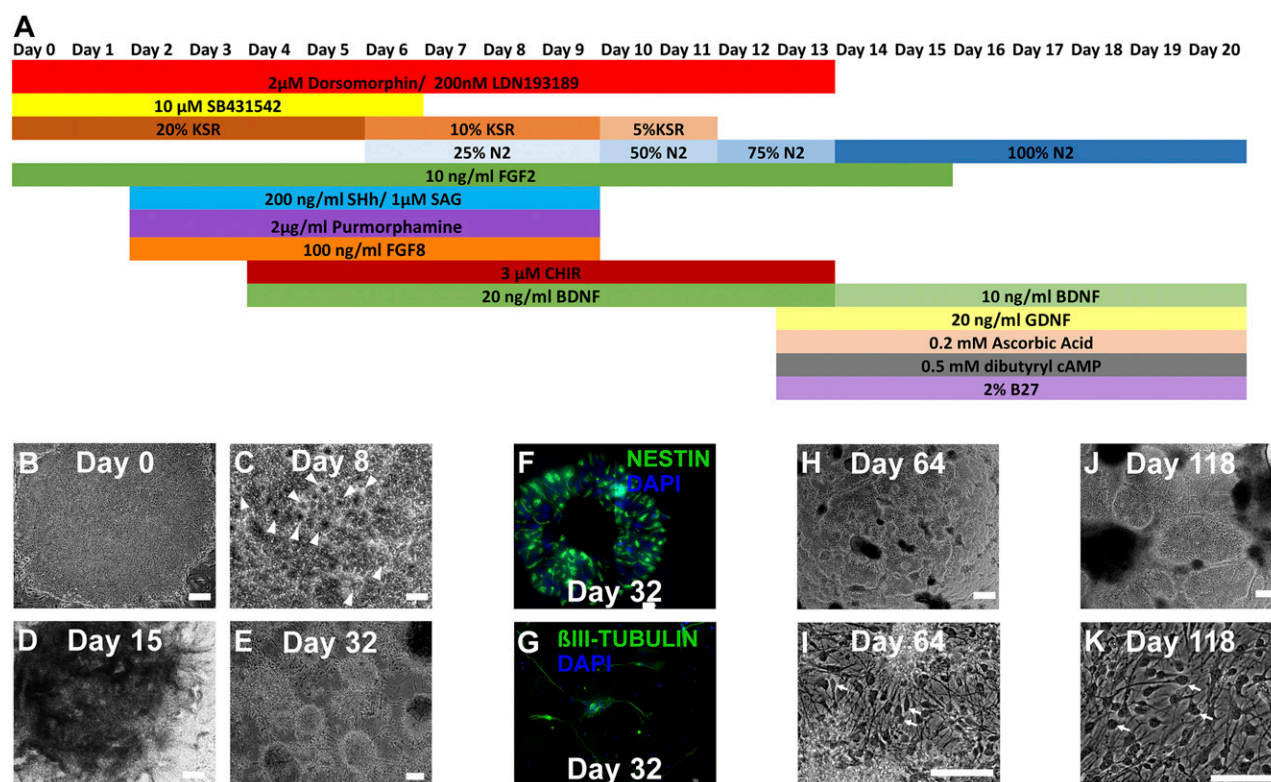 A
Day 0 Day 1 Day 2 Day 3 Day 4 Day 5 Day 6 Day 7 Day 8 Day 9 Day 10 Day 11 Day 12 Day 13 Day 14 Day 15 Day 16 Day 17 Day 18 Day 19 Day 20
2µM Dorsomorphin/ 200nM LDN193189
10 µM SB431542
20% KSR 10% KSR 5%KSR
25% N2 50% N2 75% N2 100% N2
10 ng/ml FGF2
200 ng/ml SHh/ 1µM SAG
2µg/ml Purmorphamine
100 ng/ml FGF8
3 µM CHIR
20 ng/ml BDNF 10 ng/ml BDNF
20 ng/ml GDNF
0.2 mM Ascorbic Acid
0.5 mM dibutyryl cAMP
2% B27
B Day 0
C Day 8
F NESTIN
DAPI
Day 32
H Day 64
J Day 118
D Day 15
E Day 32
G ßIII-TUBULIN
DAPI
Day 32
I Day 64
K Day 118